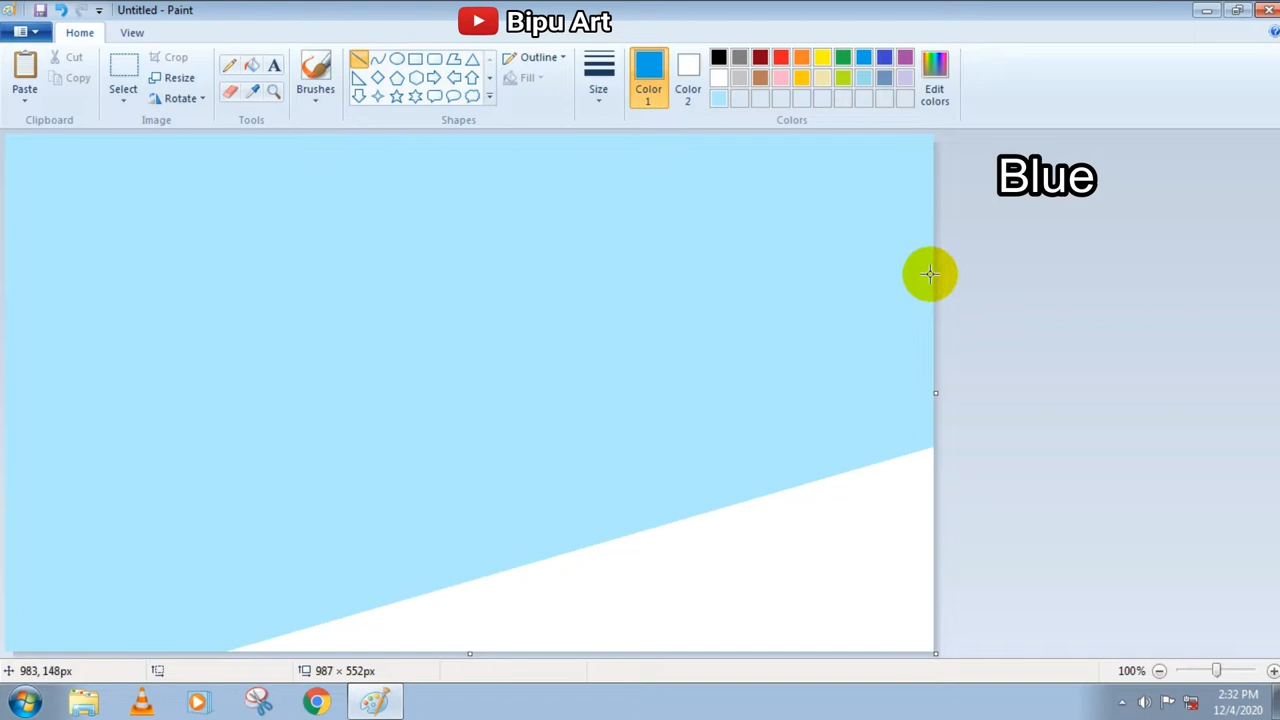 Untitled - Paint
Bipu Art
Home
View
Paste
Cut
Copy
Clipboard
Select
Crop
Resize
Rotate
Image
A
Tools
Brushes
Outline
Fill
Shapes
Size
Color 1
Color 2
Edit colors
Colors
Blue
983, 148px
987 × 552px
100%
2:32 PM
12/4/2020